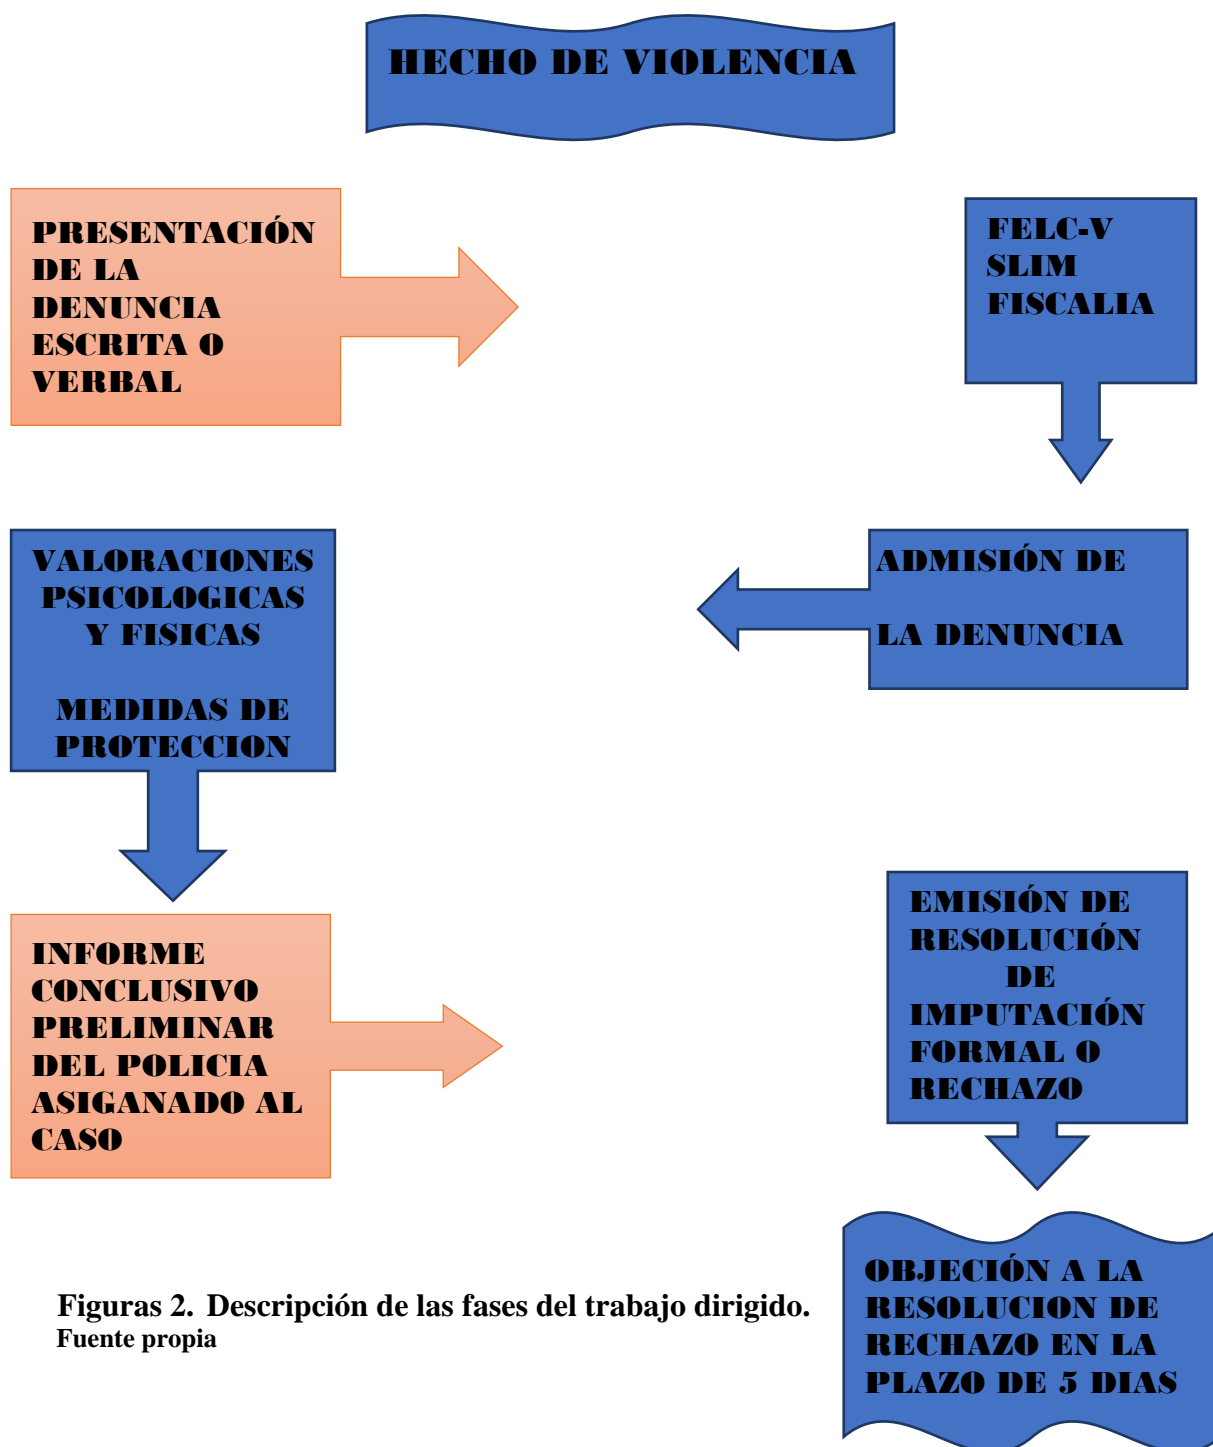 HECHO DE VIOLENCIA
PRESENTACIÓN
DE LA
DENUNCIA
ESCRITA O
VERBAL
FELC-V
SLIM
FISCALIA
ADMISIÓN DE
LA DENUNCIA
VALORACIONES
PSICOLOGICAS
Y FISICAS
MEDIDAS DE
PROTECCION
INFORME
CONCLUSIVO
PRELIMINAR
DEL POLICIA
ASIGANADO AL
CASO
EMISIÓN DE
RESOLUCIÓN
DE
IMPUTACIÓN
FORMAL O
RECHAZO
OBJECIÓN A LA
RESOLUCION DE
RECHAZO EN LA
PLAZO DE 5 DIAS
Figuras 2. Descripción de las fases del trabajo dirigido.
Fuente propia